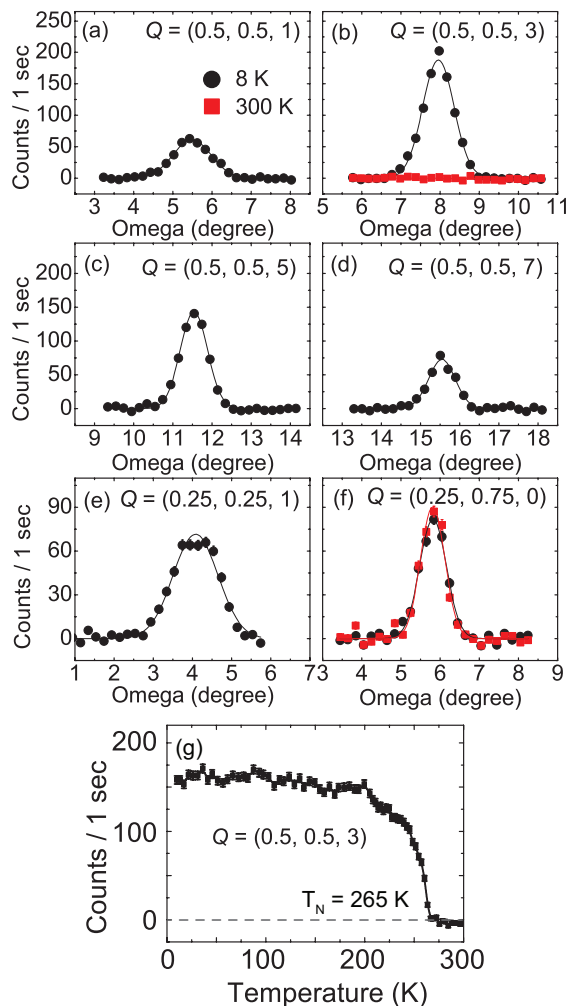 (a) Q = (0.5, 0.5, 1)
250
200
150
100
50
0
Counts / 1 sec
8 K
300 K
3 4 5 6 7 8
Omega (degree)
(b) Q = (0.5, 0.5, 3)
5 6 7 8 9 10 11
Omega (degree)
(c) Q = (0.5, 0.5, 5)
200
150
100
50
0
Counts / 1 sec
9 10 11 12 13 14
Omega (degree)
(d) Q = (0.5, 0.5, 7)
13 14 15 16 17 18
Omega (degree)
(e) Q = (0.25, 0.25, 1)
90
60
30
0
Counts / 1 sec
1 2 3 4 5 6 7
Omega (degree)
(f) Q = (0.25, 0.75, 0)
3 4 5 6 7 8 9
Omega (degree)
(g)
200
100
0
Counts / 1 sec
Q = (0.5, 0.5, 3)
T_N = 265 K
0 100 200 300
Temperature (K)